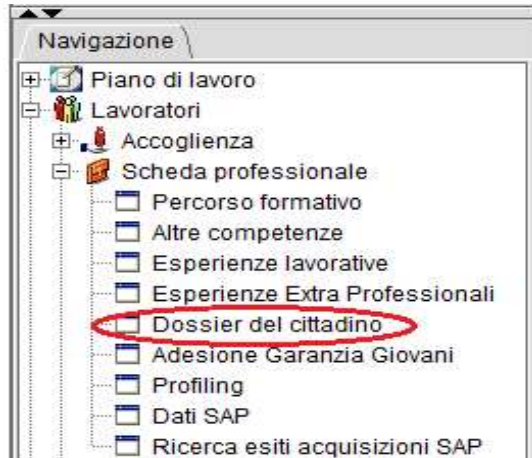 Navigazione
Piano di lavoro
Lavoratori
Accoglienza
Scheda professionale
Percorso formativo
Altre competenze
Esperienze lavorative
Esperienze Extra Professionali
Dossier del cittadino
Adesione Garanzia Giovani
Profiling
Dati SAP
Ricerca esiti acquisizioni SAP